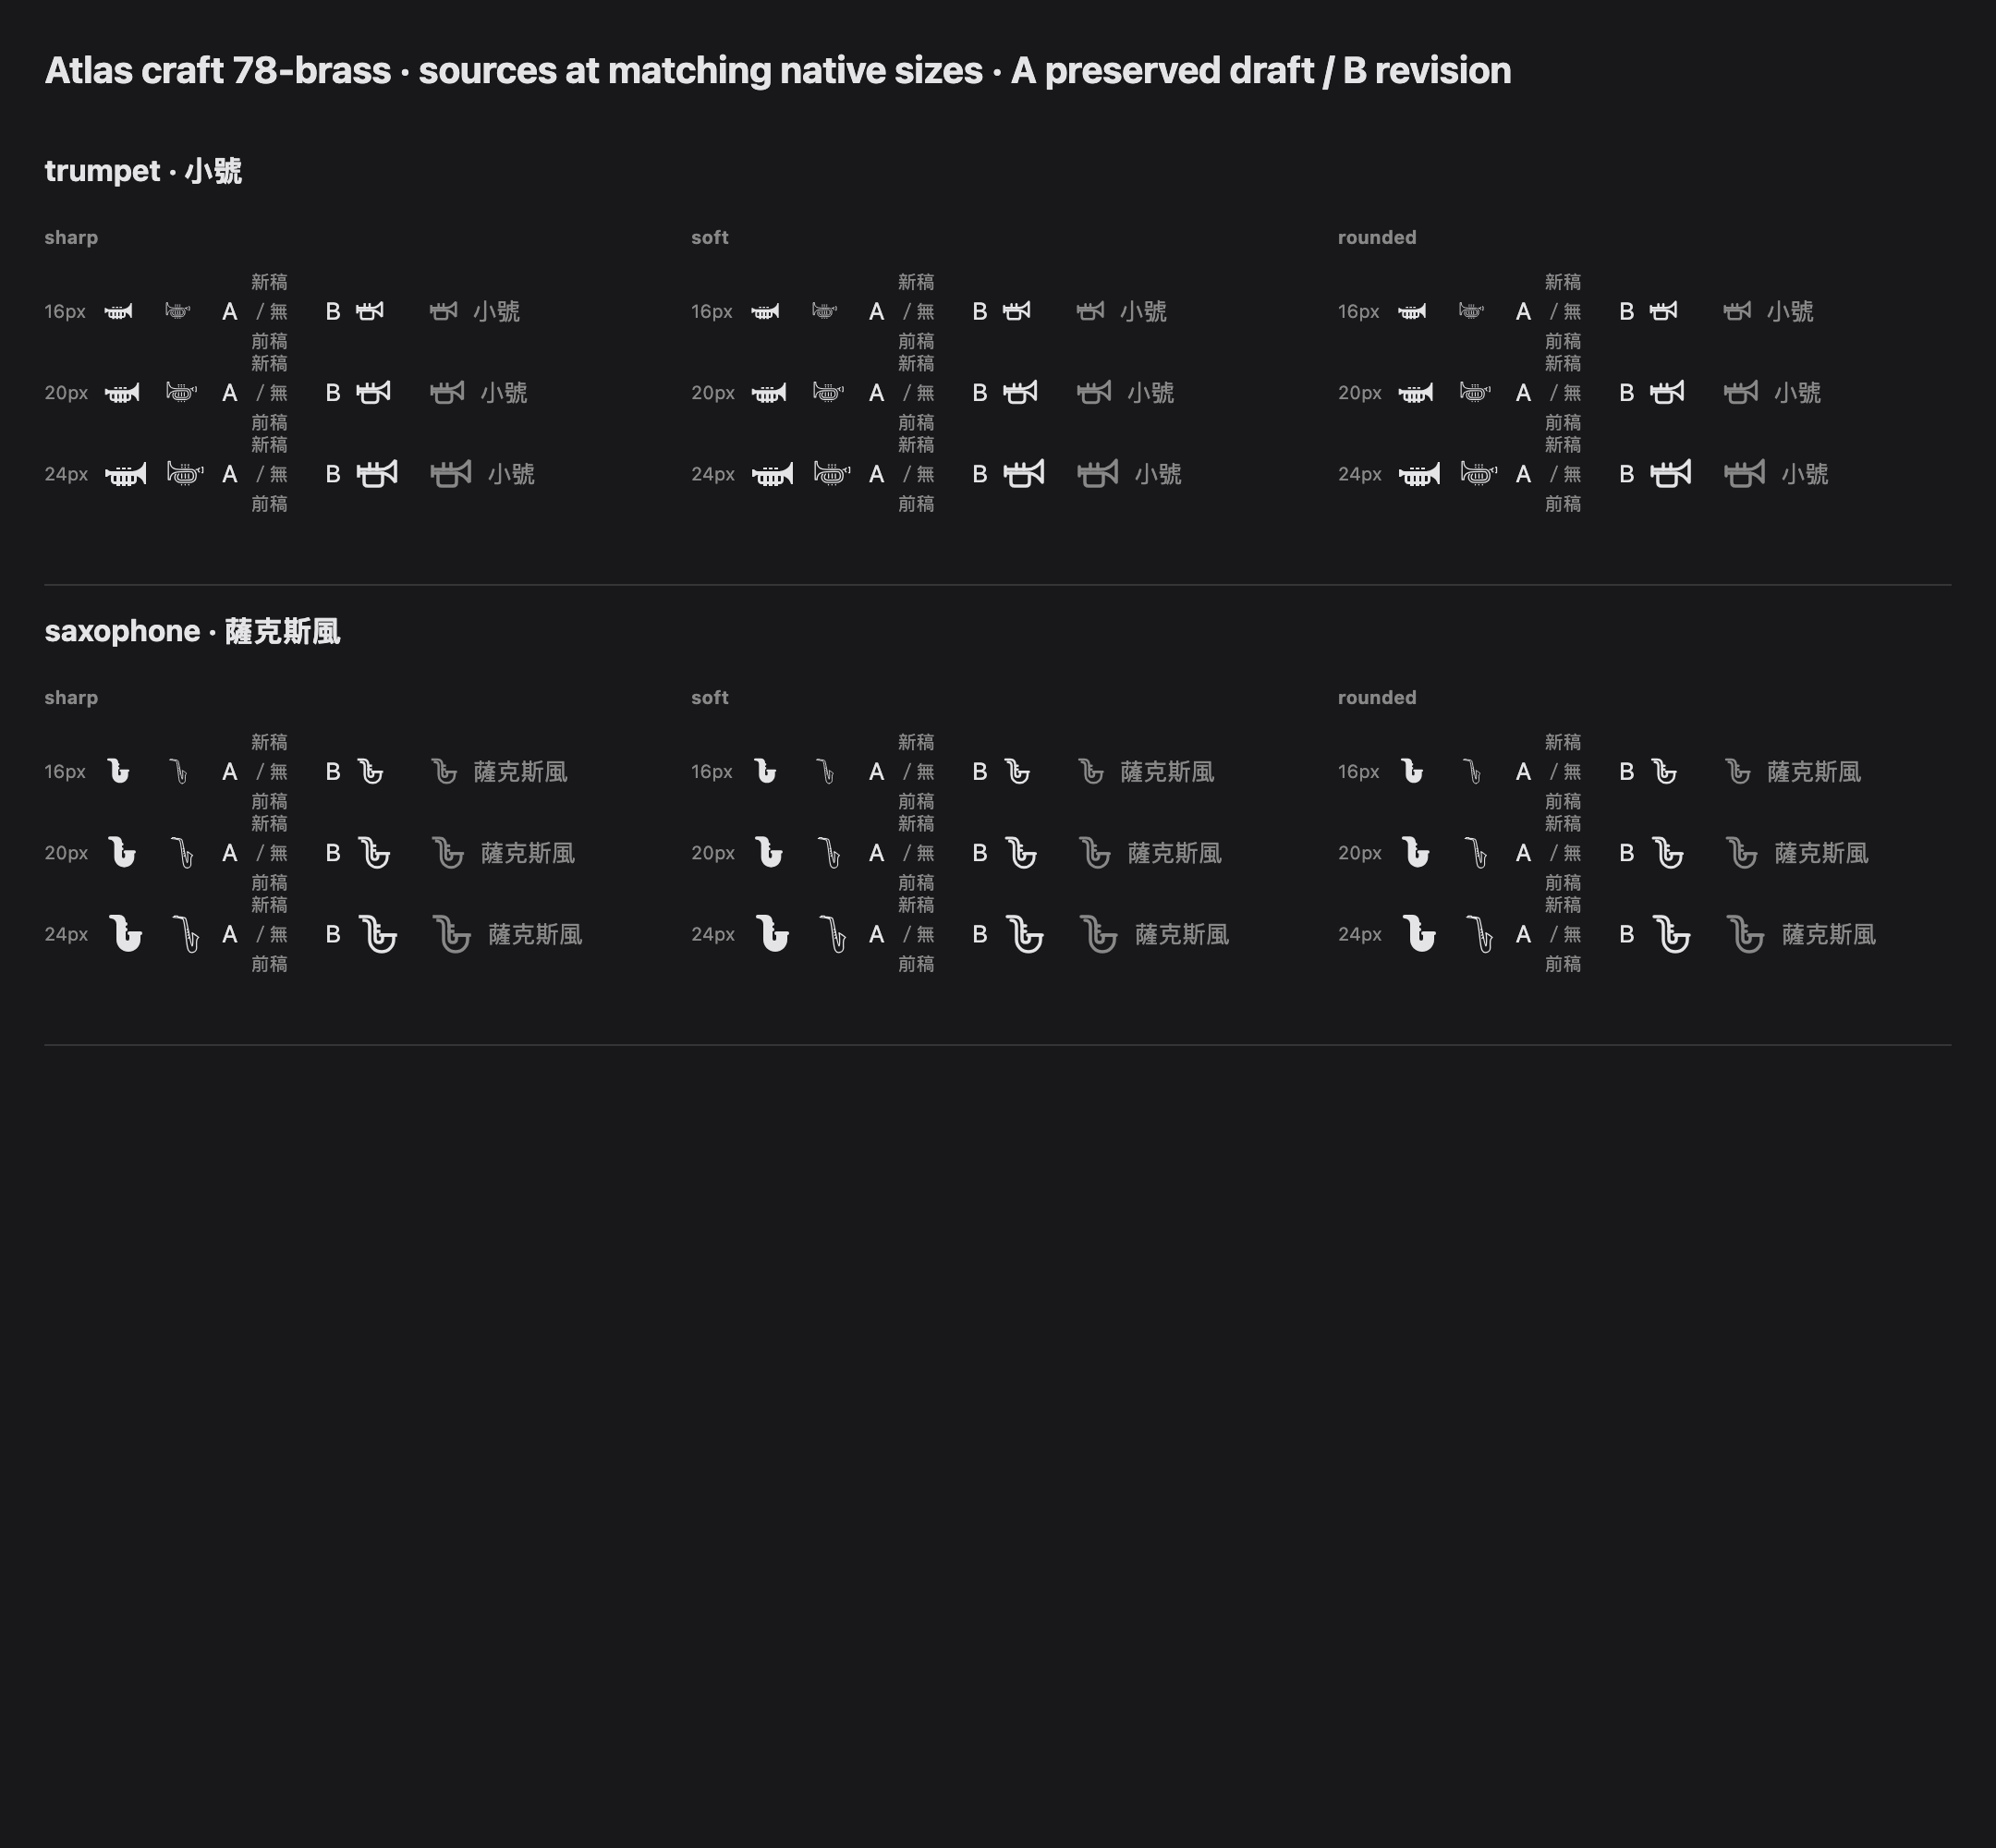 Atlas craft 78-brass · sources at matching native sizes · A preserved draft / B revision
trumpet · 小號
sharp
16px A 新稿 / 無前稿 B 小號
20px A 新稿 / 無前稿 B 小號
24px A 新稿 / 無前稿 B 小號
soft
16px A 新稿 / 無前稿 B 小號
20px A 新稿 / 無前稿 B 小號
24px A 新稿 / 無前稿 B 小號
rounded
16px A 新稿 / 無前稿 B 小號
20px A 新稿 / 無前稿 B 小號
24px A 新稿 / 無前稿 B 小號
saxophone · 薩克斯風
sharp
16px A 新稿 / 無前稿 B 薩克斯風
20px A 新稿 / 無前稿 B 薩克斯風
24px A 新稿 / 無前稿 B 薩克斯風
soft
16px A 新稿 / 無前稿 B 薩克斯風
20px A 新稿 / 無前稿 B 薩克斯風
24px A 新稿 / 無前稿 B 薩克斯風
rounded
16px A 新稿 / 無前稿 B 薩克斯風
20px A 新稿 / 無前稿 B 薩克斯風
24px A 新稿 / 無前稿 B 薩克斯風